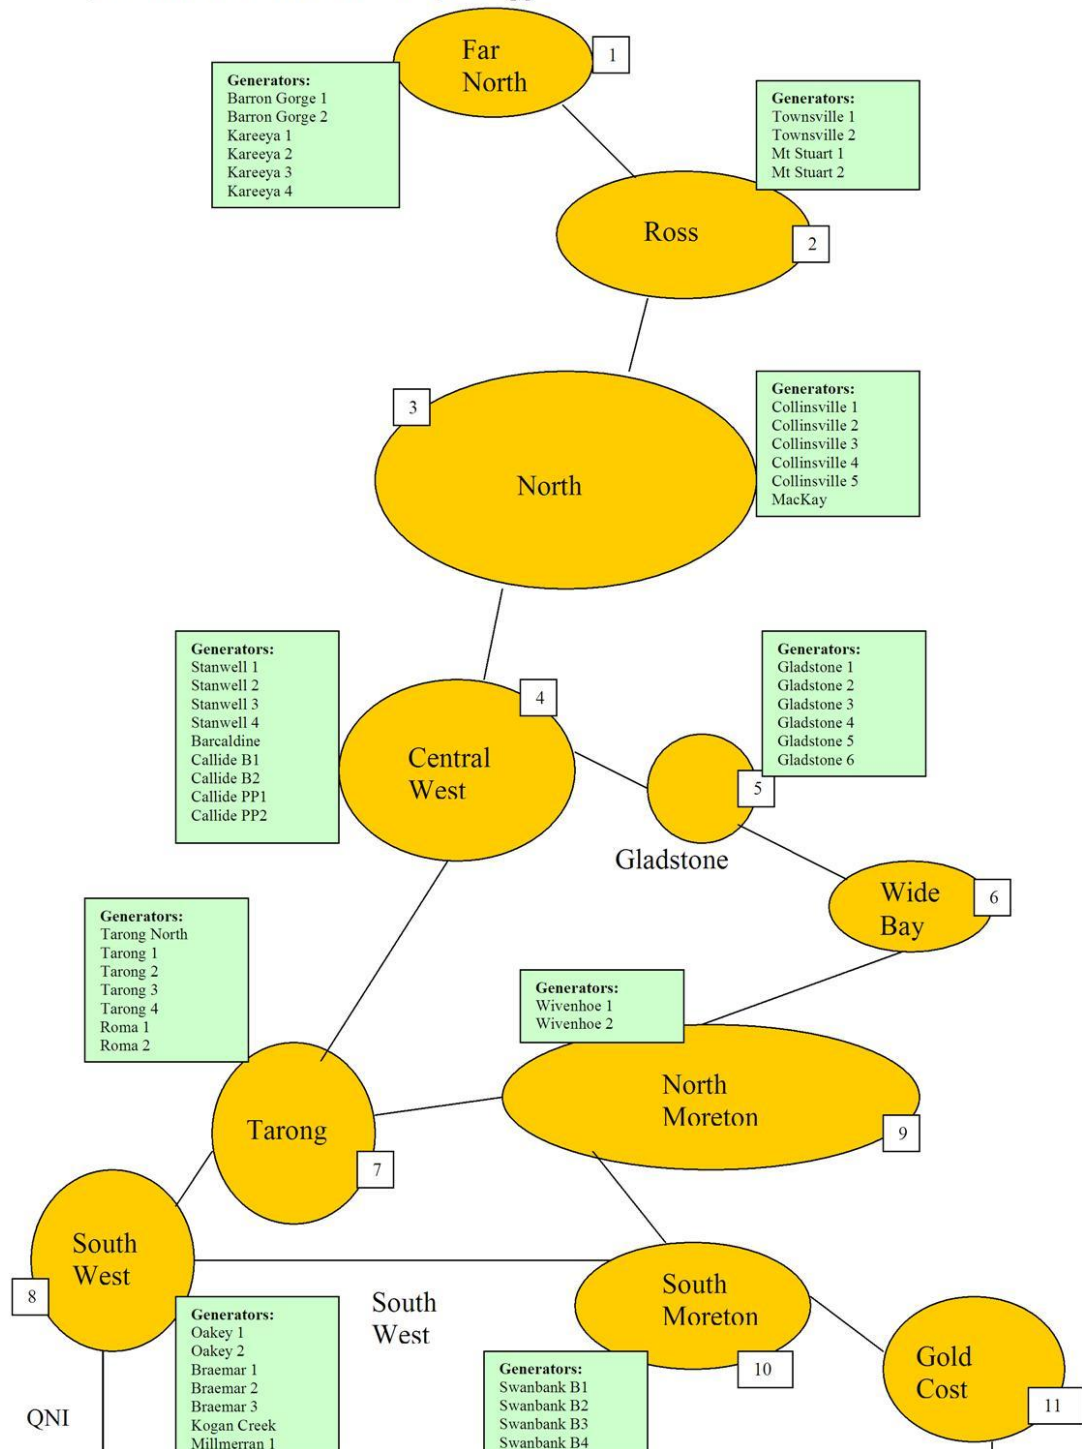 Far
North
1
Generators:
Barron Gorge 1
Barron Gorge 2
Kareeya 1
Kareeya 2
Kareeya 3
Kareeya 4
Generators:
Townsville 1
Townsville 2
Mt Stuart 1
Mt Stuart 2
Ross
2
3
North
Generators:
Collinsville 1
Collinsville 2
Collinsville 3
Collinsville 4
Collinsville 5
MacKay
Generators:
Stanwell 1
Stanwell 2
Stanwell 3
Stanwell 4
Barcaldine
Callide B1
Callide B2
Callide PP1
Callide PP2
4
Central
West
Generators:
Gladstone 1
Gladstone 2
Gladstone 3
Gladstone 4
Gladstone 5
Gladstone 6
5
Gladstone
Wide
Bay
6
Generators:
Tarong North
Tarong 1
Tarong 2
Tarong 3
Tarong 4
Roma 1
Roma 2
Generators:
Wivenhoe 1
Wivenhoe 2
North
Moreton
9
Tarong
7
South
West
8
South
West
South
Moreton
10
Gold
Cost
11
Generators:
Oakey 1
Oakey 2
Braemar 1
Braemar 2
Braemar 3
Kogan Creek
Millmerran 1
Generators:
Swanbank B1
Swanbank B2
Swanbank B3
Swanbank B4
QNI